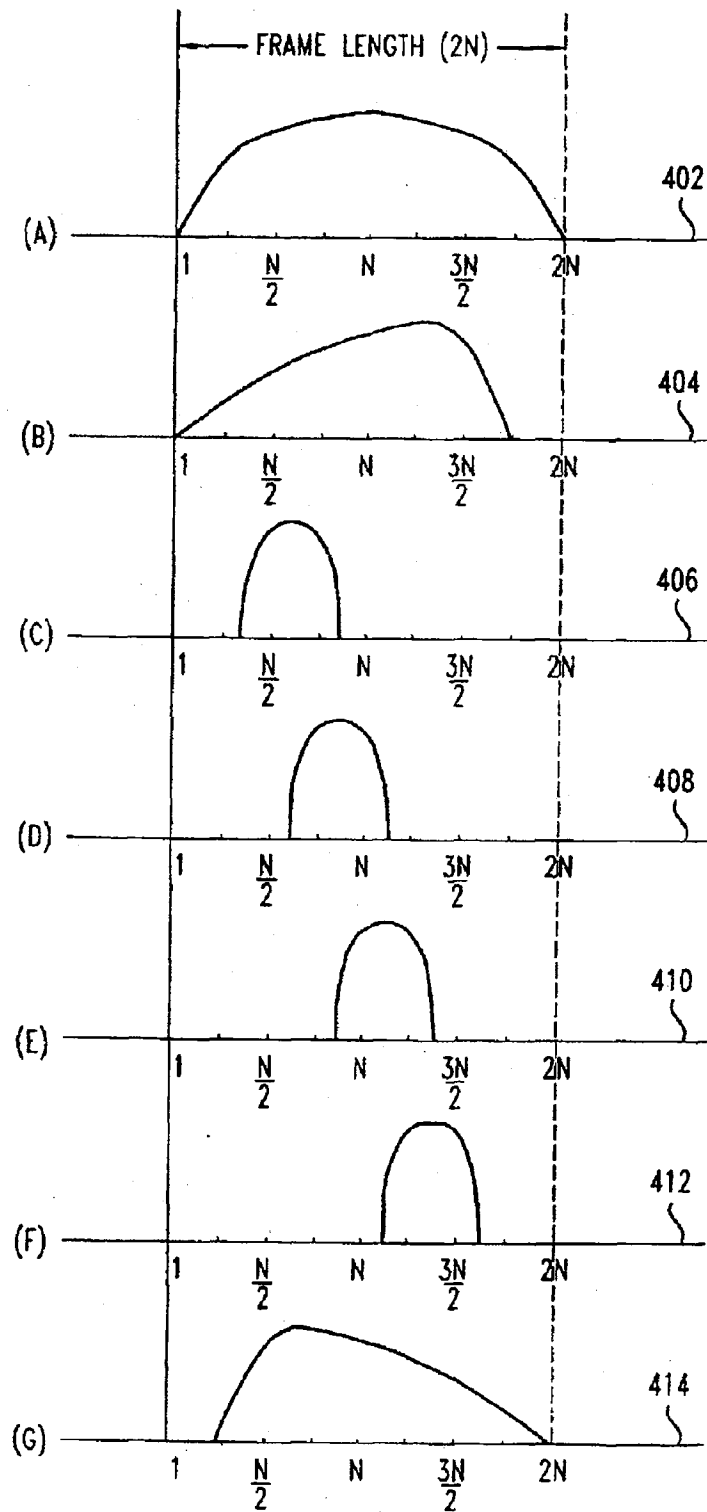 FRAME LENGTH (2N)
402
(A)
1 N/2 N 3N/2 2N
404
(B)
1 N/2 N 3N/2 2N
406
(C)
1 N/2 N 3N/2 2N
408
(D)
1 N/2 N 3N/2 2N
410
(E)
1 N/2 N 3N/2 2N
412
(F)
1 N/2 N 3N/2 2N
414
(G)
1 N/2 N 3N/2 2N